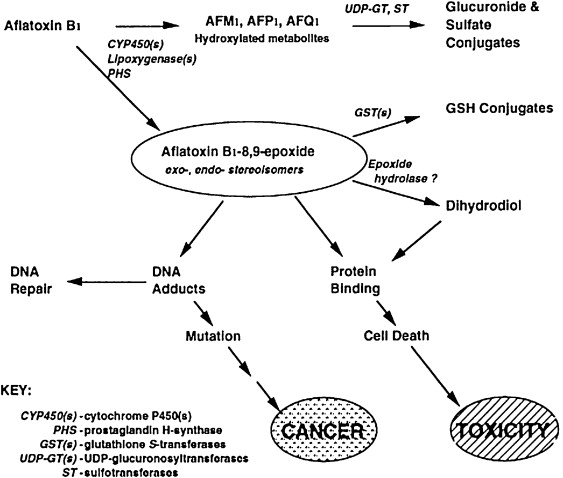 Aflatoxin B1
AFM1, AFP1, AFQ1
Hydroxylated metabolites
UDP-GT, ST
Glucuronide &
Sulfate
Conjugates
CYP450(s)
Lipoxygenase(s)
PHS
GST(s)
GSH Conjugates
Aflatoxin B1-8,9-epoxide
exo-, endo- stereoisomers
Epoxide
hydrolase ?
Dihydrodiol
DNA
Repair
DNA
Adducts
Protein
Binding
Mutation
Cell Death
CANCER
TOXICITY
KEY:
CYP450(s) -cytochrome P450(s)
PHS -prostaglandin H-synthase
GST(s) -glutathione S-transferases
UDP-GT(s) -UDP-glucuronosyltransferases
ST -sulfotransferases